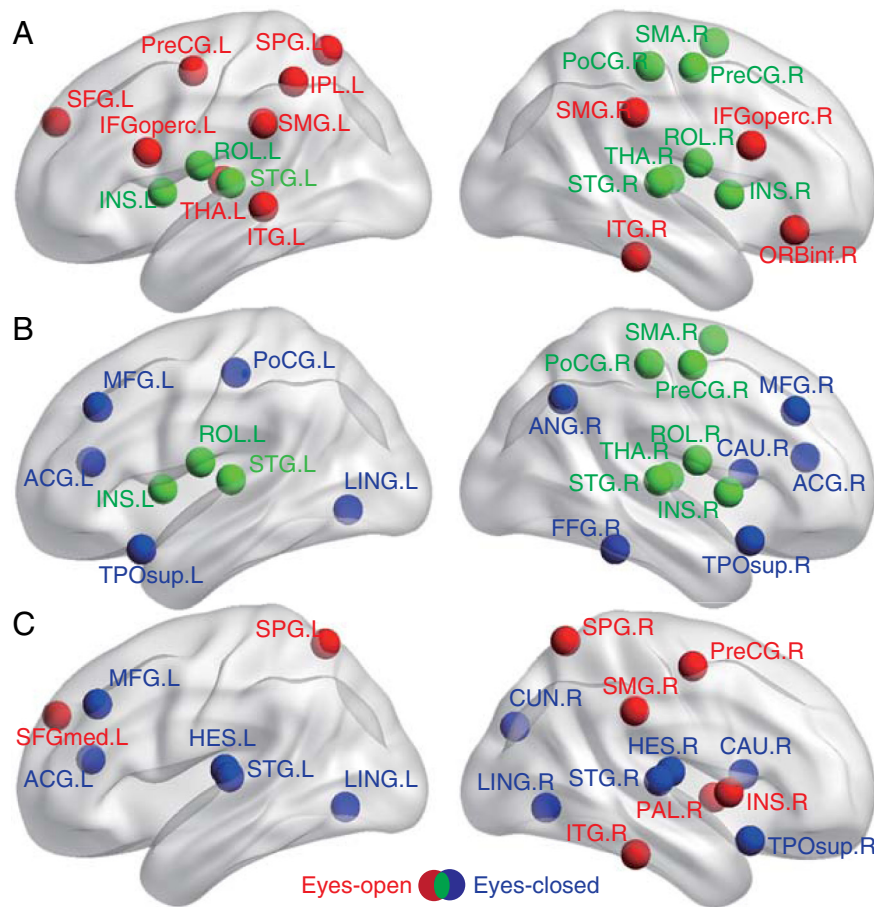 A
PreCG.L
SPG.L
SFG.L
IPL.L
IFGoperc.L
SMG.L
ROL.L
STG.L
INS.L
THA.L
ITG.L
SMA.R
PoCG.R
PreCG.R
SMG.R
IFGoperc.R
ROL.R
THA.R
STG.R
INS.R
ITG.R
ORBinf.R
B
PoCG.L
MFG.L
ROL.L
ACG.L
STG.L
INS.L
LING.L
TPOsup.L
SMA.R
PoCG.R
PreCG.R
MFG.R
ANG.R
ROL.R
THA.R
CAU.R
STG.R
ACG.R
INS.R
FFG.R
TPOsup.R
C
SPG.L
MFG.L
SFGmed.L
HES.L
ACG.L
STG.L
LING.L
SPG.R
PreCG.R
SMG.R
CUN.R
HES.R
CAU.R
LING.R
STG.R
PAL.R
INS.R
ITG.R
TPOsup.R
Eyes-open
Eyes-closed